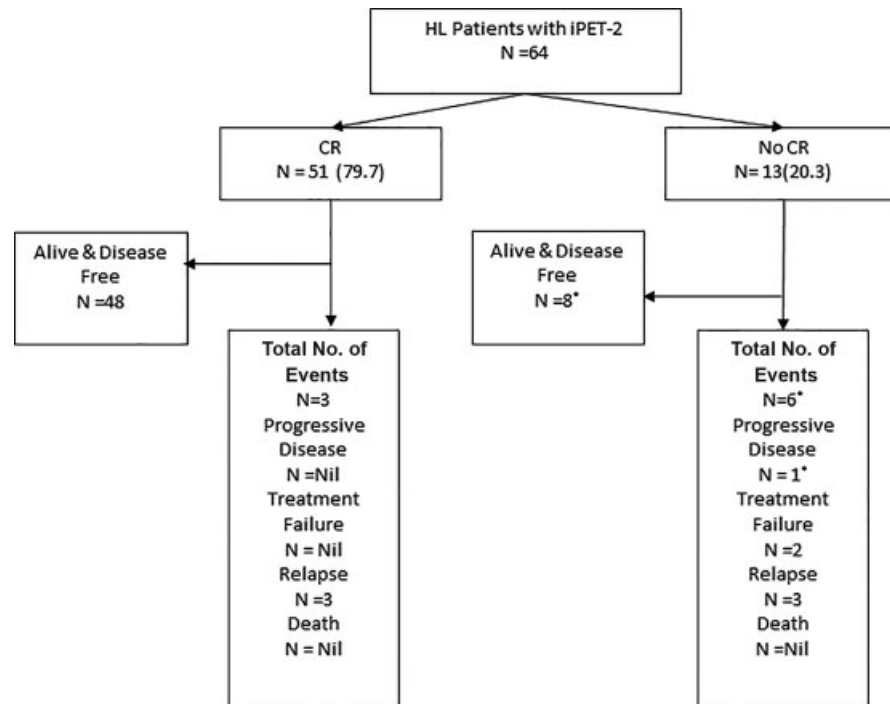 HL Patients with iPET-2
N =64
CR
N = 51 (79.7)
No CR
N= 13(20.3)
Alive & Disease
Free
N =48
Alive & Disease
Free
N =8*
Total No. of
Events
N=3
Progressive
Disease
N =Nil
Treatment
Failure
N = Nil
Relapse
N =3
Death
N = Nil
Total No. of
Events
N=6*
Progressive
Disease
N = 1*
Treatment
Failure
N =2
Relapse
N =3
Death
N =Nil